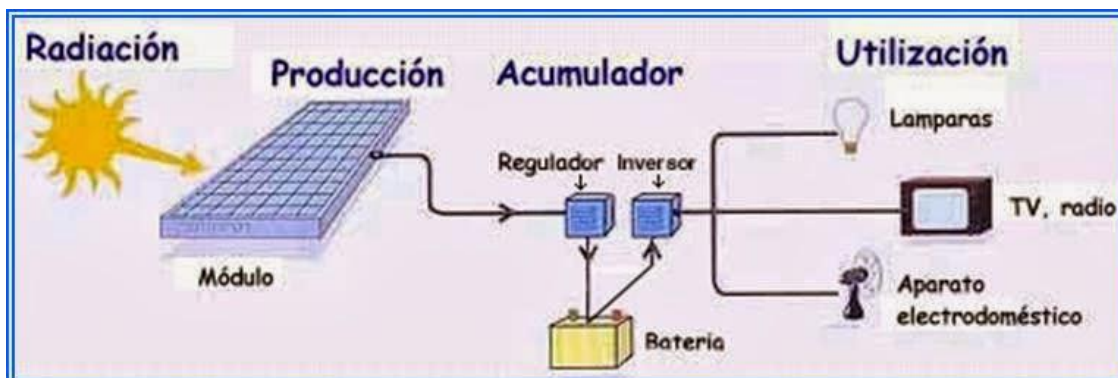 Radiación
Producción
Acumulador
Utilización
Lamparas
Regulador
Inversor
TV, radio
Módulo
Aparato
electrodoméstico
Bateria